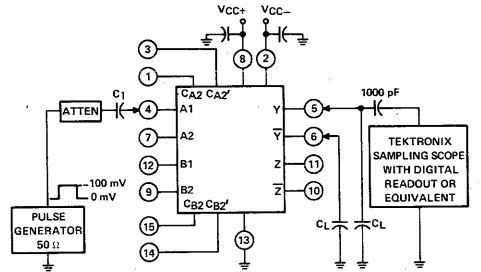 VCC+ VCC−
3
8 2
1
CA2 CA2′
1000 pF
C1
ATTEN 4 A1 Y 5
7 A2 Y̅ 6
12 B1 Z 11
9 B2 Z̅ 10
CB2 CB2′
100 mV
0 mV
TEKTRONIX
SAMPLING SCOPE
WITH DIGITAL
READOUT OR
EQUIVALENT
PULSE
GENERATOR
50 Ω
15
14
13
CL CL